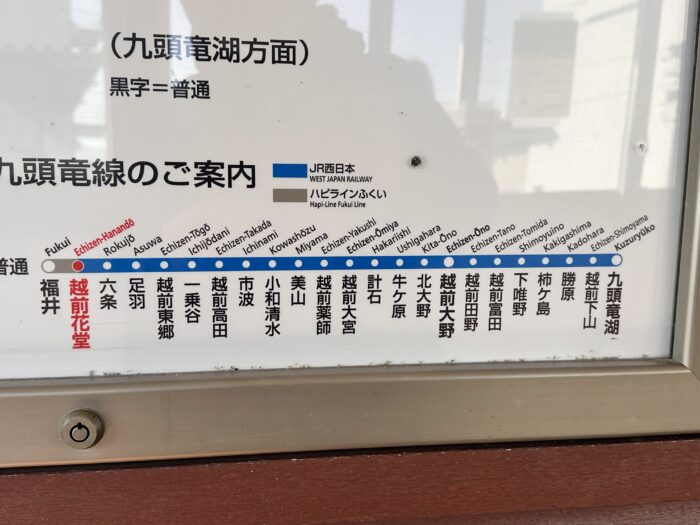 (九頭竜湖方面)
黒字＝普通
九頭竜線のご案内
JR西日本
WEST JAPAN RAILWAY
ハピラインふくい
Hapi-Line Fukui Line
普通
Fukui
Echizen-Hanandō
Rokujō
Asuwa
Echizen-Tōgō
Ichijōdani
Echizen-Takada
Ichinami
Kowashōzu
Miyama
Echizen-Yakushi
Echizen-Ōmiya
Hakariishi
Ushigahara
Kita-Ōno
Echizen-Ōno
Echizen-Tano
Echizen-Tomida
Shimoyuino
Kakigashima
Kadohara
Echizen-Shimoyama
Kuzuryūko
福井
越前花堂
六条
足羽
越前東郷
一乗谷
越前高田
市波
小和清水
美山
越前薬師
越前大宮
計石
牛ケ原
北大野
越前大野
越前田野
越前富田
下唯野
柿ケ島
勝原
越前下山
九頭竜湖